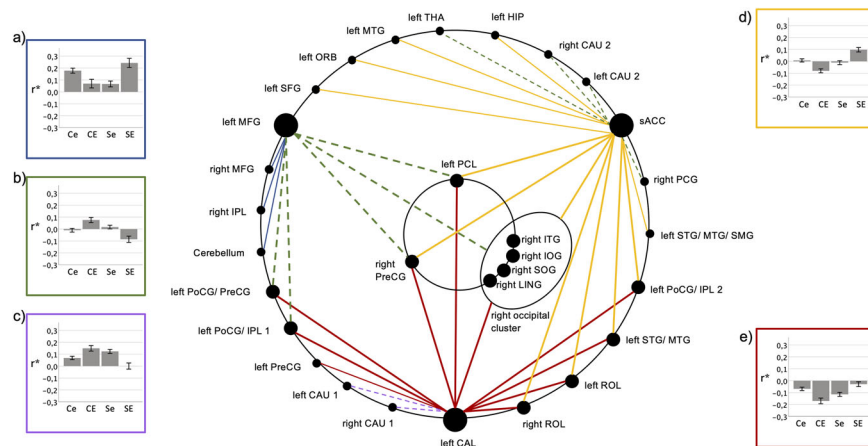 a)
0,3
0,2
0,1
r* 0,0
−0,1
−0,2
−0,3
Ce CE Se SE
b)
0,3
0,2
0,1
r* 0,0
−0,1
−0,2
−0,3
Ce CE Se SE
c)
0,3
0,2
0,1
r* 0,0
−0,1
−0,2
−0,3
Ce CE Se SE
left THA
left HIP
left MTG
right CAU 2
left ORB
left CAU 2
left SFG
sACC
left MFG
left PCL
right MFG
right PCG
right IPL
right ITG
left STG/ MTG/ SMG
right IOG
Cerebellum
right
PreCG
right SOG
right LING
left PoCG/ PreCG
left PoCG/ IPL 2
right occipital
cluster
left PoCG/ IPL 1
left STG/ MTG
left PreCG
left ROL
left CAU 1
right CAU 1
right ROL
left CAL
d)
0,3
0,2
0,1
r* 0,0
−0,1
−0,2
−0,3
Ce CE Se SE
e)
0,3
0,2
0,1
r* 0,0
−0,1
−0,2
−0,3
Ce CE Se SE